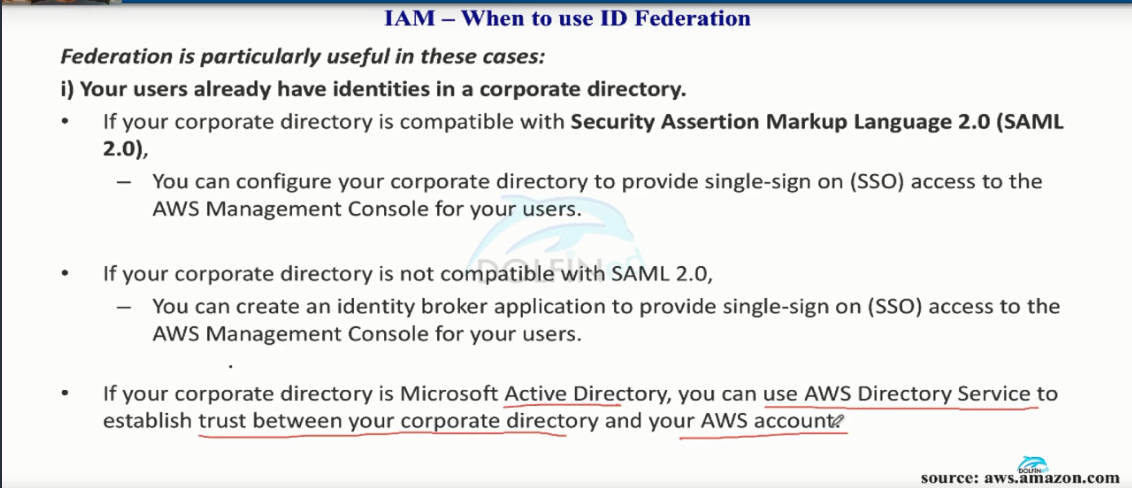 IAM – When to use ID Federation
Federation is particularly useful in these cases:
i) Your users already have identities in a corporate directory.
• If your corporate directory is compatible with Security Assertion Markup Language 2.0 (SAML
2.0),
– You can configure your corporate directory to provide single-sign on (SSO) access to the
AWS Management Console for your users.
DOLFINed
• If your corporate directory is not compatible with SAML 2.0,
– You can create an identity broker application to provide single-sign on (SSO) access to the
AWS Management Console for your users.
• If your corporate directory is Microsoft Active Directory, you can use AWS Directory Service to
establish trust between your corporate directory and your AWS account
DOLFINed
source: aws.amazon.com